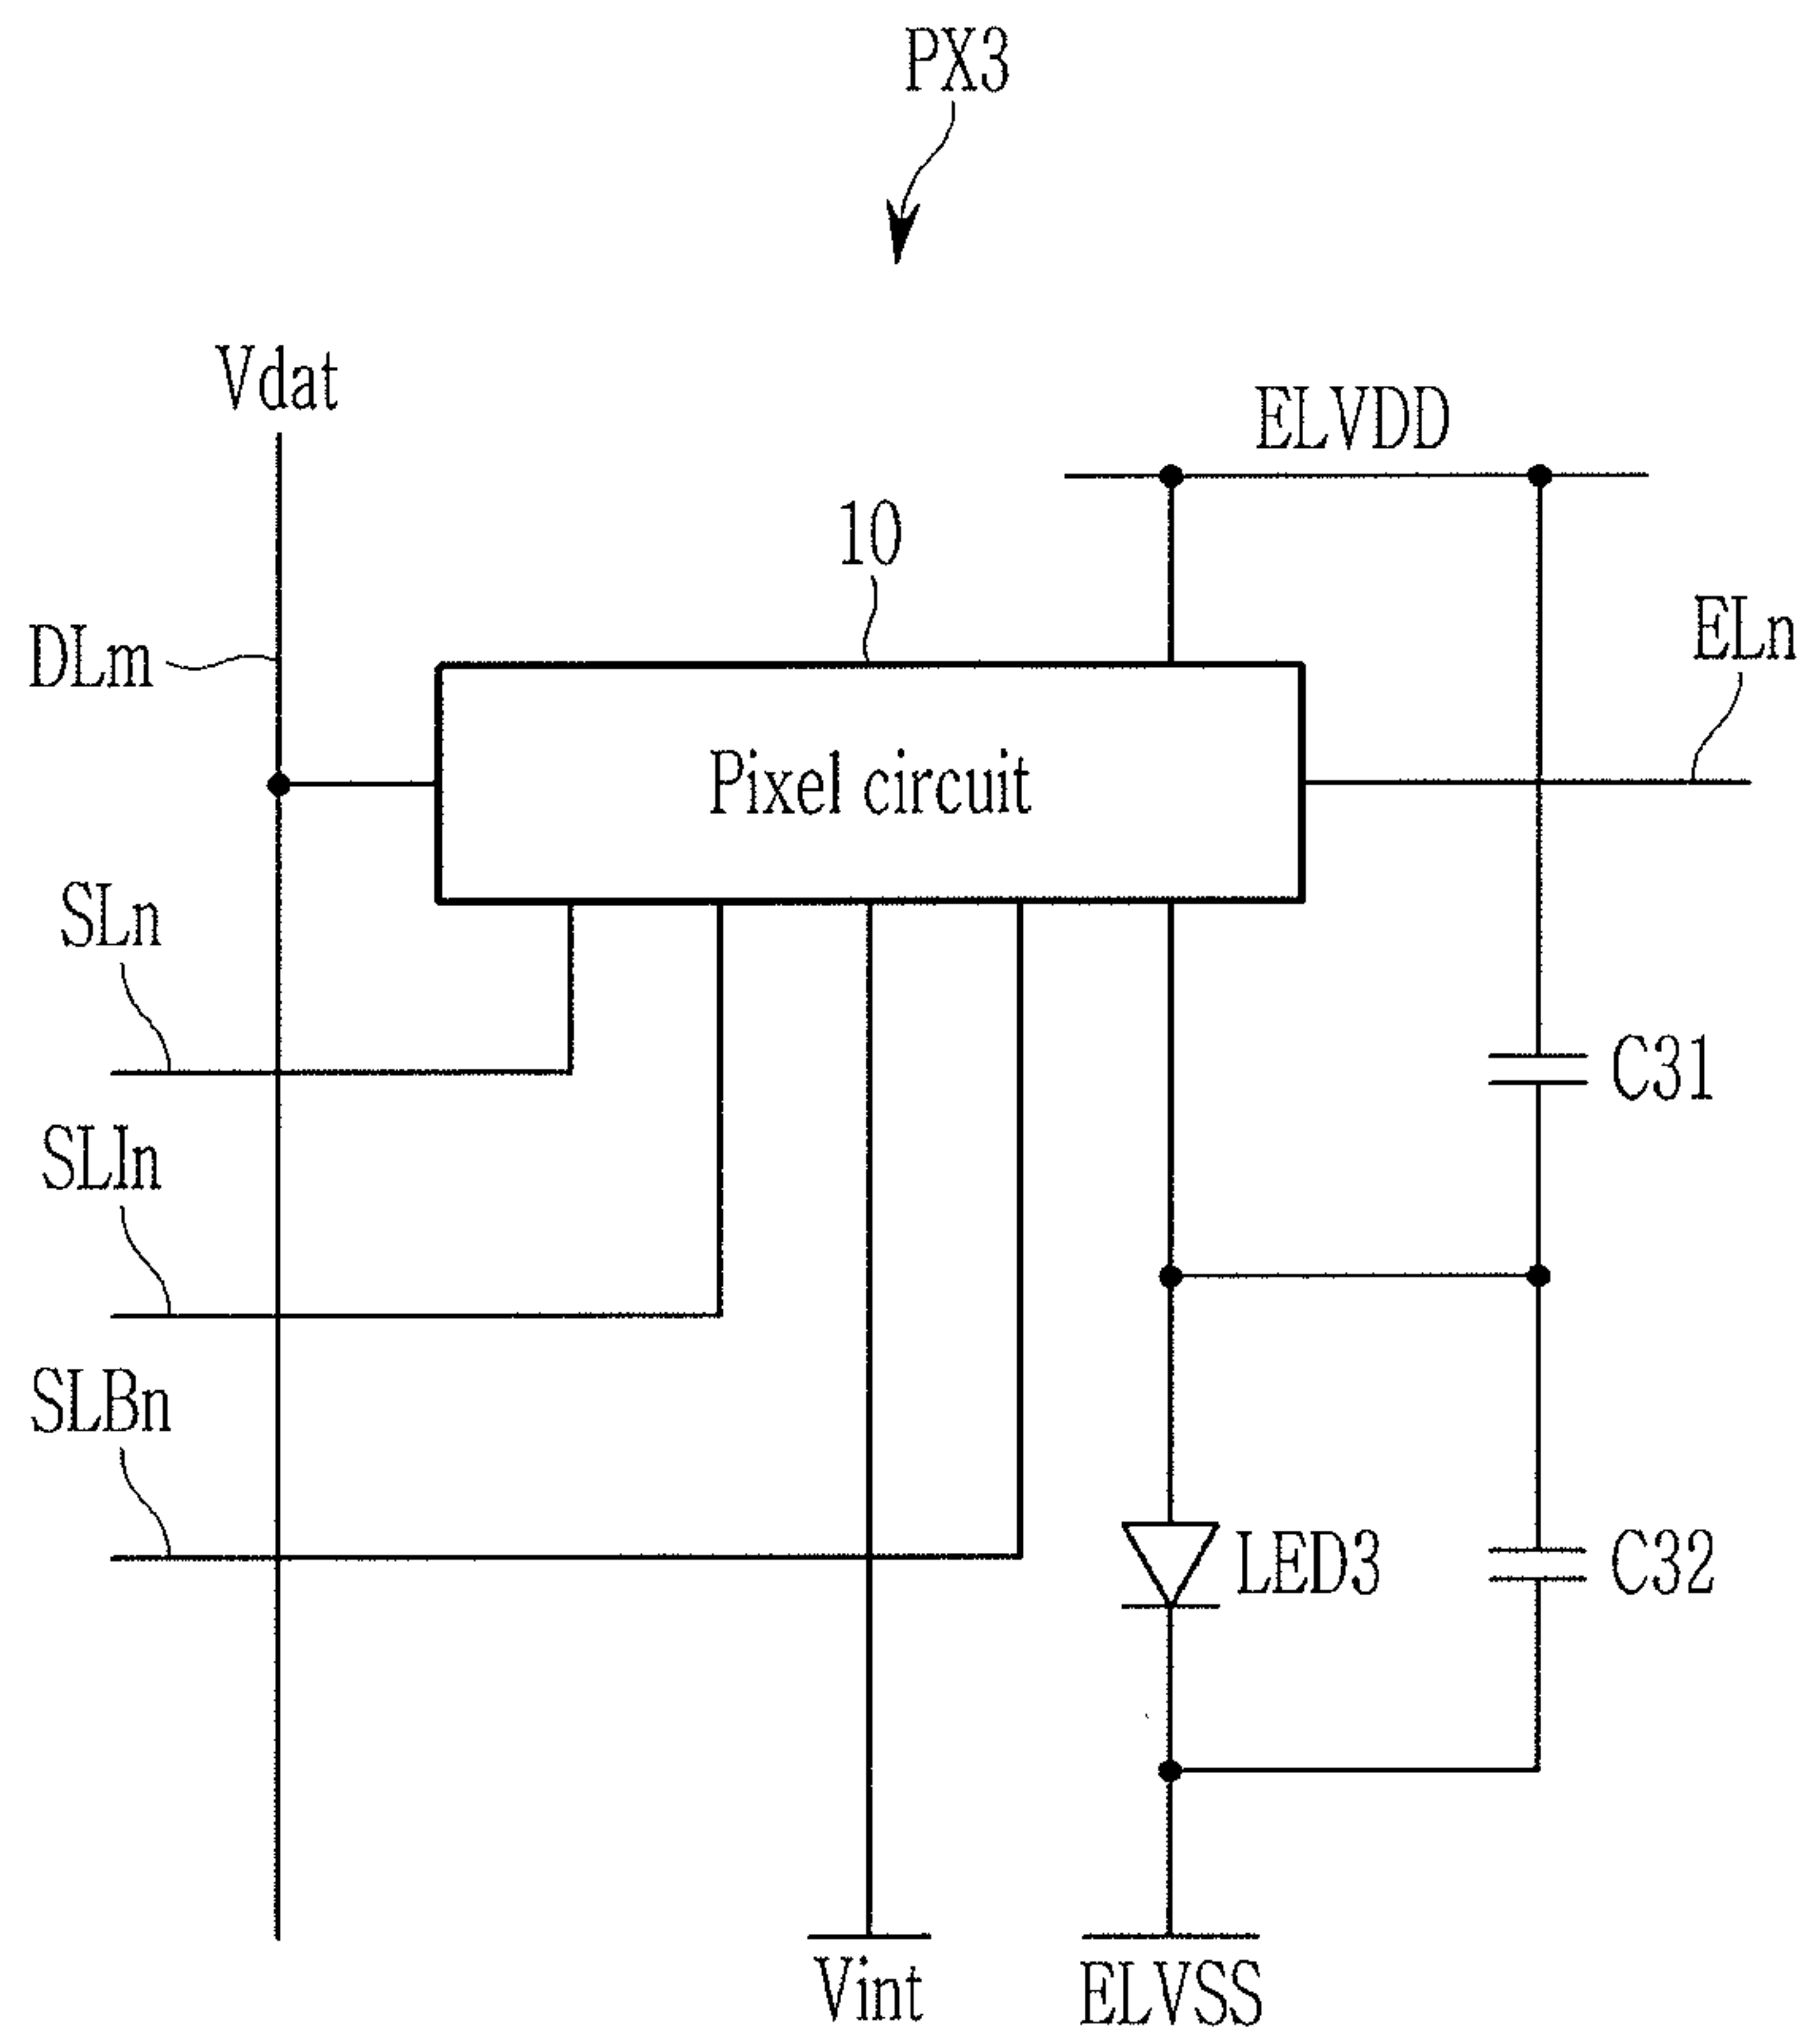 PX3
Vdat
ELVDD
10
ELn
DLm
Pixel circuit
SLn
C31
SLIn
SLBn
LED3
C32
Vint
ELVSS